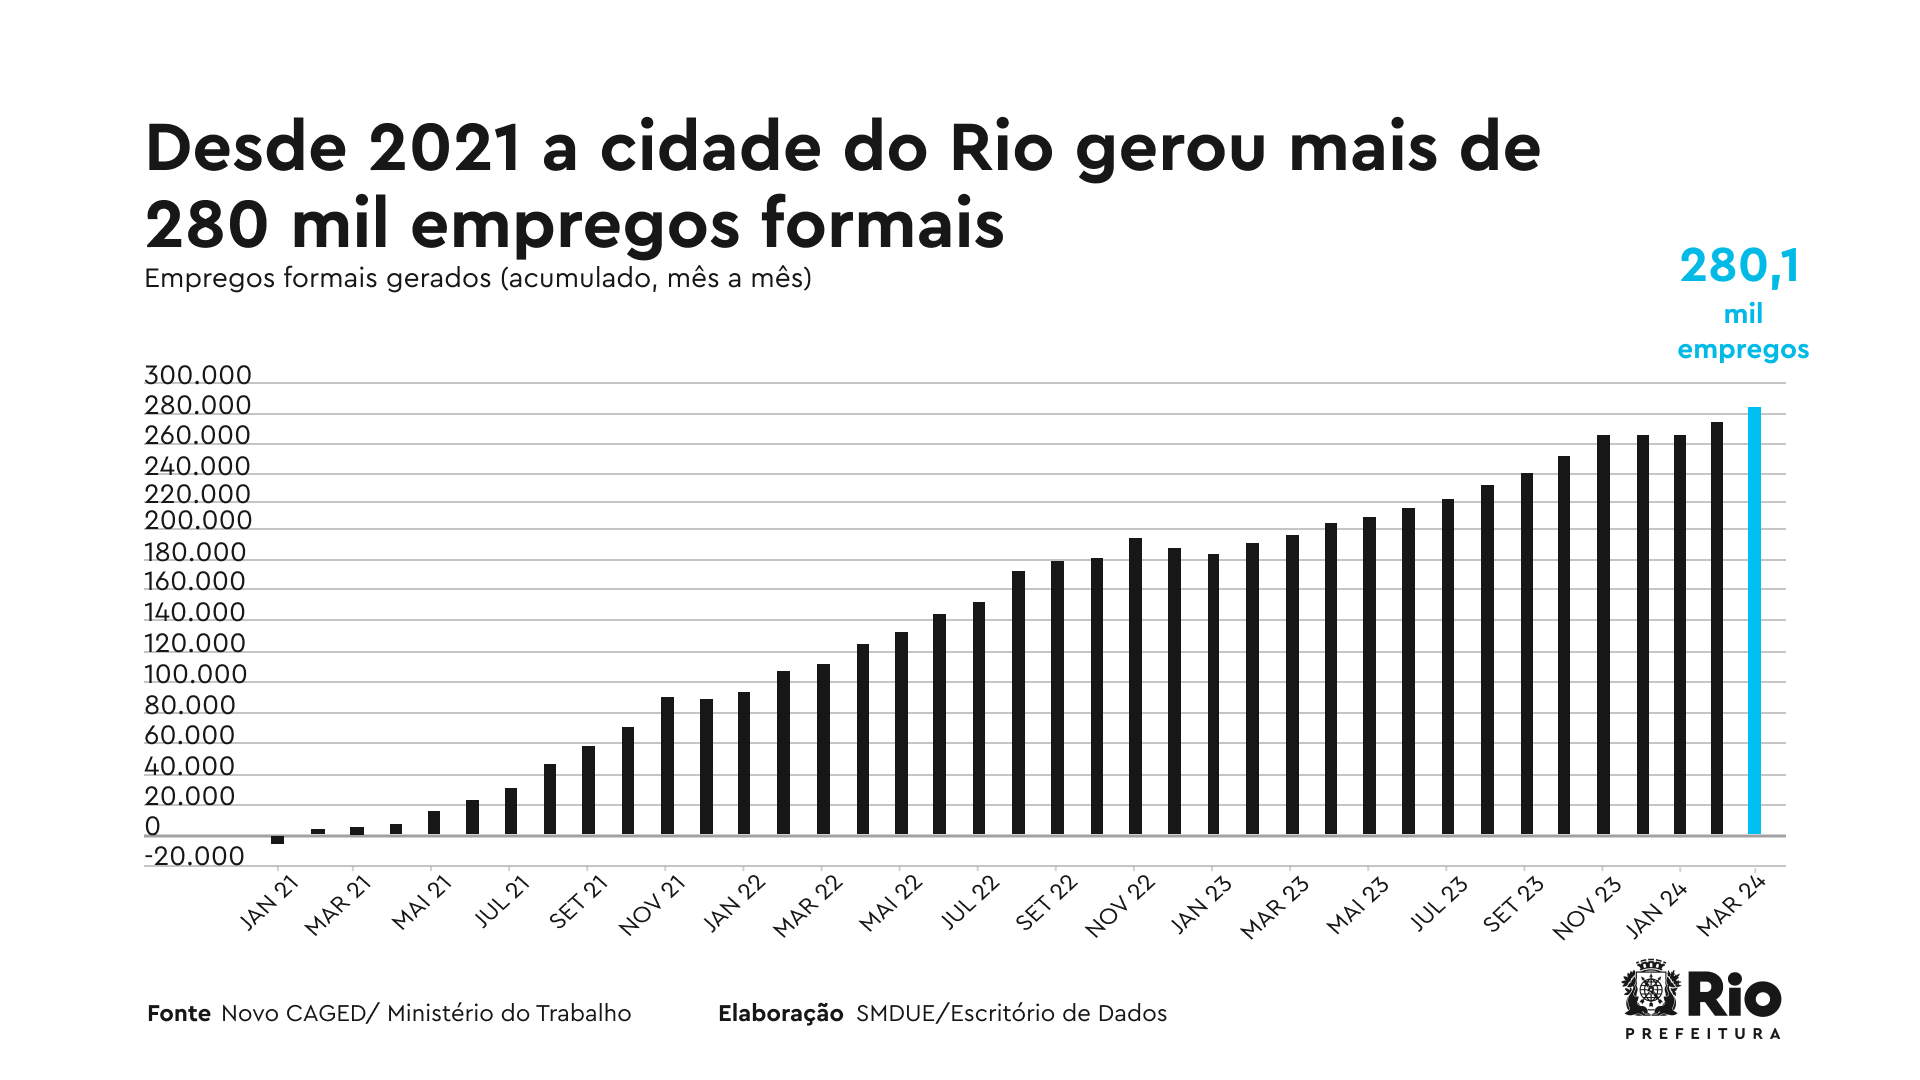 Desde 2021 a cidade do Rio gerou mais de
280 mil empregos formais
Empregos formais gerados (acumulado, mês a mês)
280,1
mil
empregos
300.000
280.000
260.000
240.000
220.000
200.000
180.000
160.000
140.000
120.000
100.000
80.000
60.000
40.000
20.000
0
-20.000
JAN 21 MAR 21 MAI 21 JUL 21 SET 21 NOV 21 JAN 22 MAR 22 MAI 22 JUL 22 SET 22 NOV 22 JAN 23 MAR 23 MAI 23 JUL 23 SET 23 NOV 23 JAN 24 MAR 24
Fonte Novo CAGED/ Ministério do Trabalho Elaboração SMDUE/Escritório de Dados
Rio
PREFEITURA